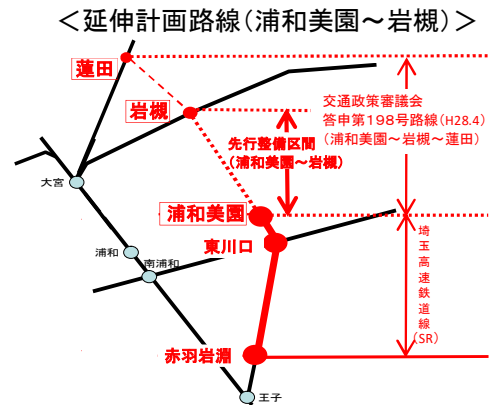 ＜延伸計画路線(浦和美園～岩槻)＞
蓮田
岩槻
交通政策審議会
答申第１９８号路線(H28.4)
(浦和美園～岩槻～蓮田)
先行整備区間
(浦和美園～岩槻)
大宮
浦和美園
東川口
浦和
南浦和
埼玉高速鉄道線(SR)
赤羽岩淵
王子